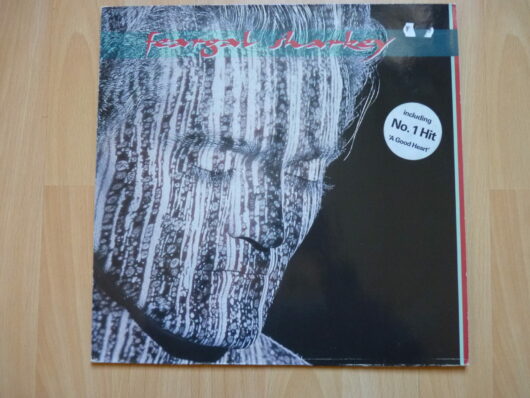 feargal sharkey
including
No. 1 Hit
'A Good Heart'